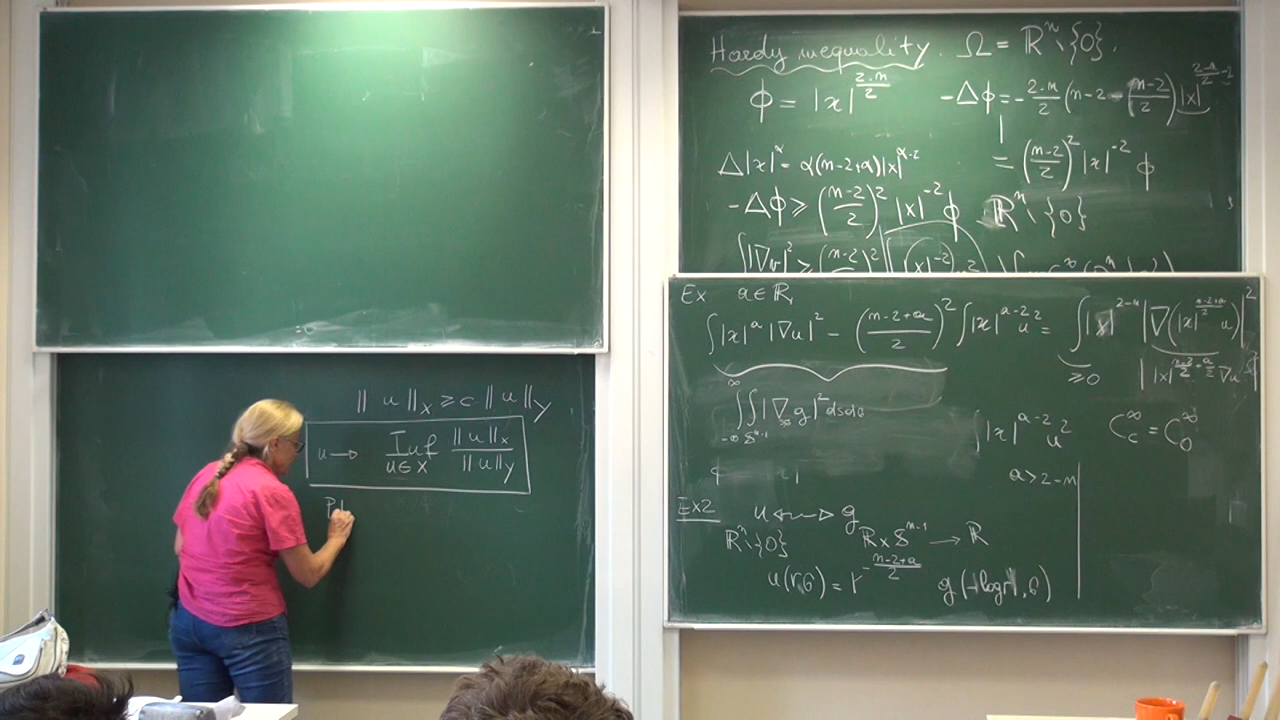 ‖u‖_X ≥ c ‖u‖_Y
u → Inf_{u∈X} ‖u‖_X / ‖u‖_Y
Hardy inequality. Ω = ℝⁿ\{0}.
ϕ = |x|^{(2-n)/2} -Δϕ = -(2-n)/2 (n-2 - (n-2)/2) |x|^{(2-n)/2 - 2}
= ((n-2)/2)² |x|^{-2} ϕ
Δ|x|^α = α(n-2+α)|x|^{α-2}
-Δϕ ≥ ((n-2)/2)² |x|^{-2} ϕ ℝⁿ\{0}
Ex a∈ℝ,
∫|x|^a |∇u|² - ((n-2+a)/2)² ∫|x|^{a-2} u² = ∫|x|^{2-n} |∇(|x|^{(n-2+a)/2} u)|²
≥0
∫∫ |∇g|² dsdσ
-∞ 𝕊^{n-1}
∫|x|^{a-2} u² C_c^∞ = C_0^∞
a > 2-n
Ex2 u ↔ g
ℝⁿ\{0} ℝ×𝕊^{n-1} → ℝ
u(r,σ) = r^{-(n-2+a)/2} g(-log r, σ)